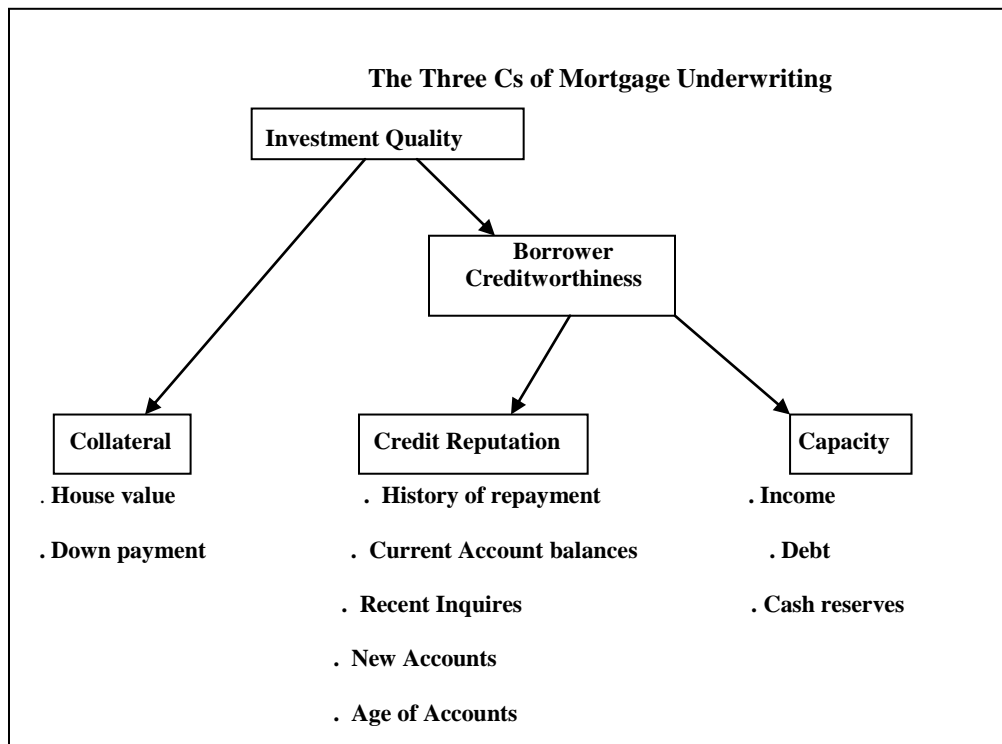 The Three Cs of Mortgage Underwriting
Investment Quality
Borrower
Creditworthiness
Collateral
. House value
. Down payment
Credit Reputation
. History of repayment
. Current Account balances
. Recent Inquires
. New Accounts
. Age of Accounts
Capacity
. Income
. Debt
. Cash reserves